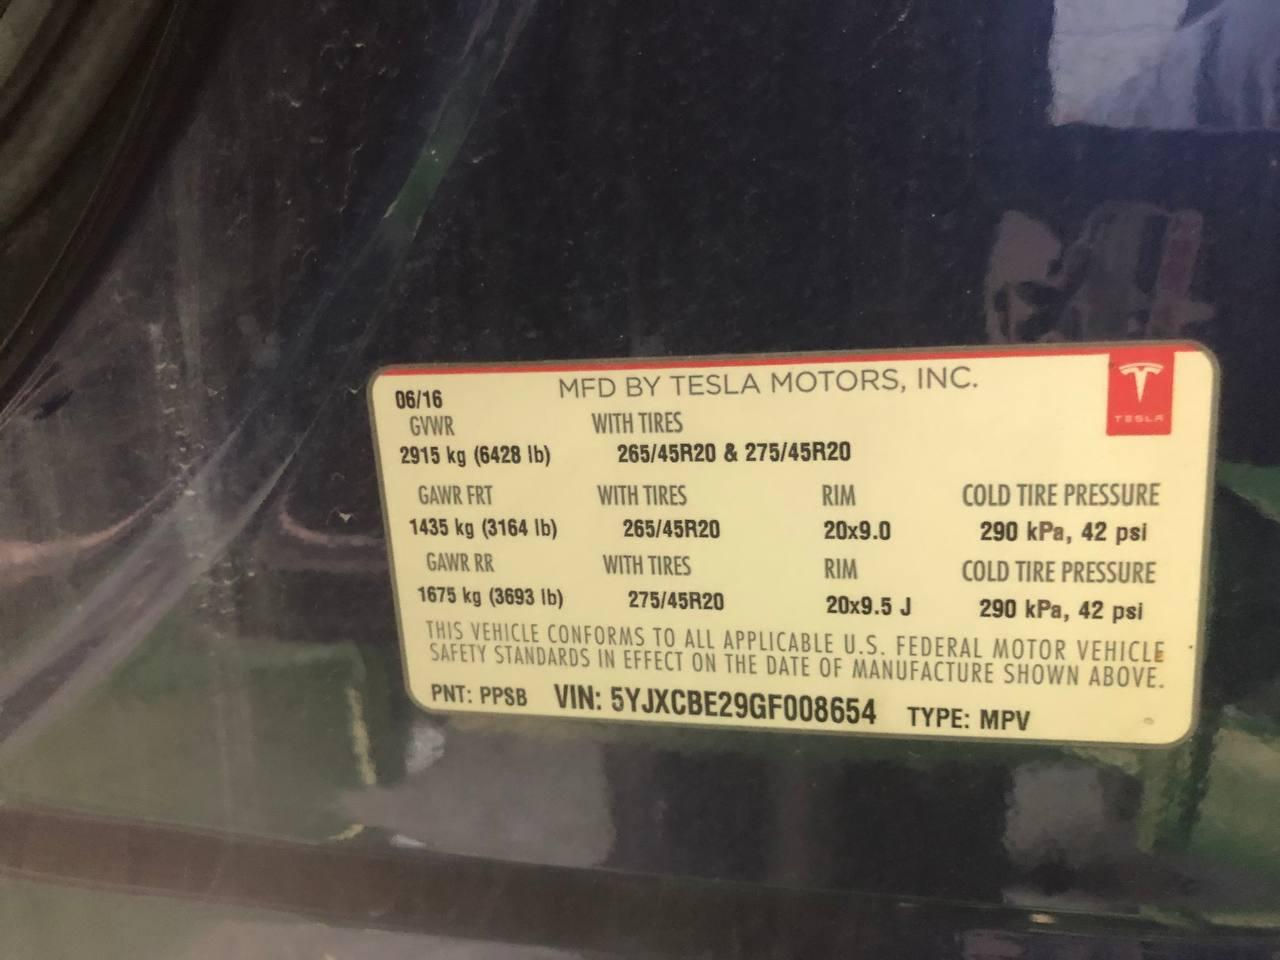 MFD BY TESLA MOTORS, INC.
TESLA
06/16
GVWR WITH TIRES
2915 kg (6428 lb) 265/45R20 & 275/45R20
GAWR FRT WITH TIRES RIM COLD TIRE PRESSURE
1435 kg (3164 lb) 265/45R20 20x9.0 290 kPa, 42 psi
GAWR RR WITH TIRES RIM COLD TIRE PRESSURE
1675 kg (3693 lb) 275/45R20 20x9.5 J 290 kPa, 42 psi
THIS VEHICLE CONFORMS TO ALL APPLICABLE U.S. FEDERAL MOTOR VEHICLE
SAFETY STANDARDS IN EFFECT ON THE DATE OF MANUFACTURE SHOWN ABOVE.
PNT: PPSB VIN: 5YJXCBE29GF008654 TYPE: MPV